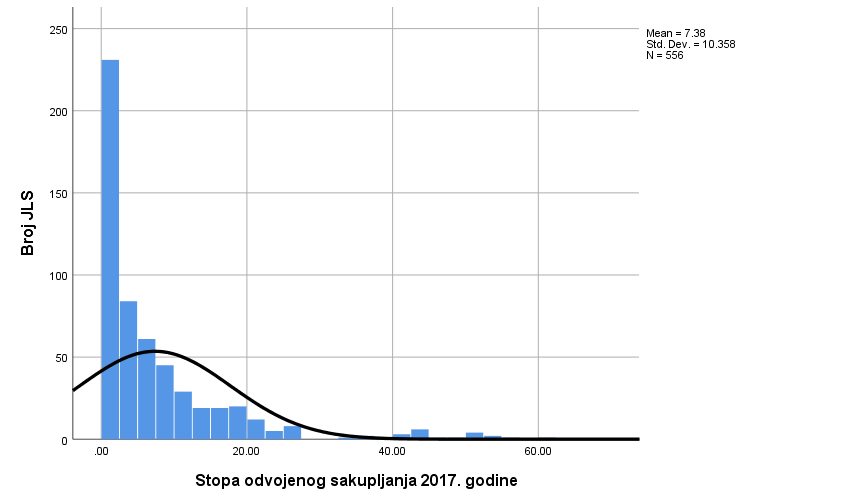 Mean = 7.38
Std. Dev. = 10.358
N = 556
250
200
150
100
50
0
Broj JLS
.00
20.00
40.00
60.00
Stopa odvojenog sakupljanja 2017. godine